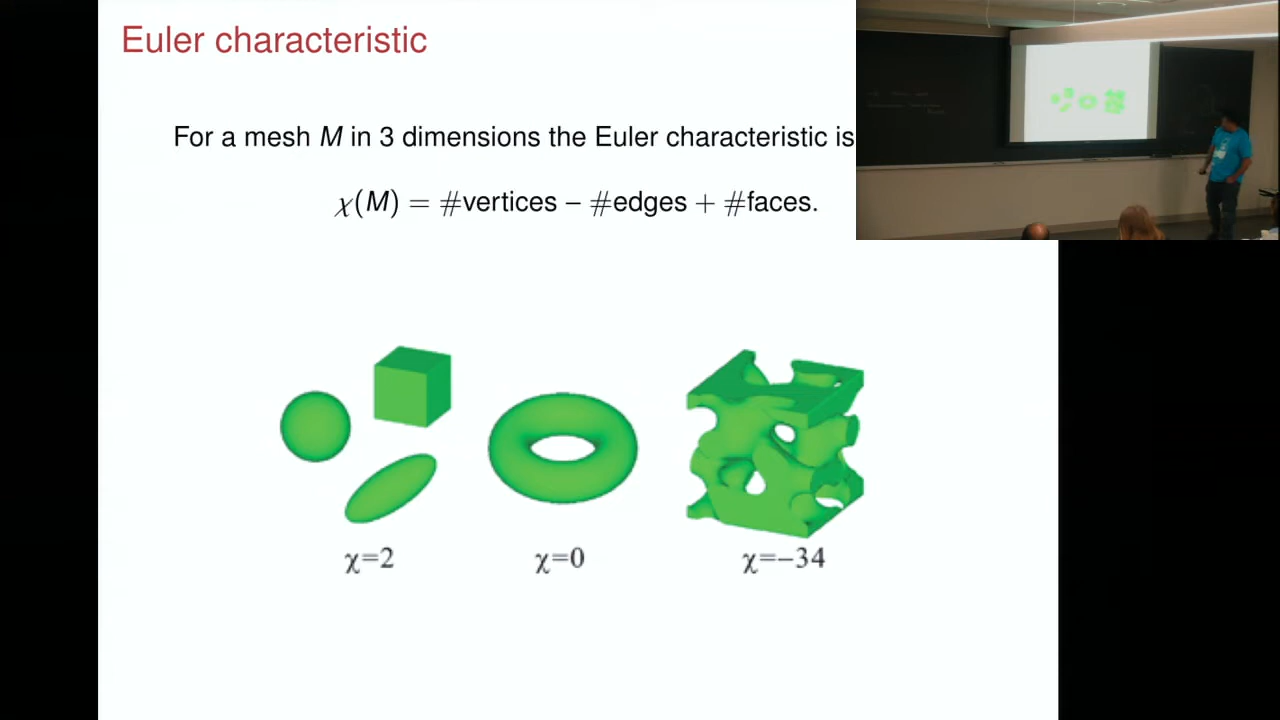 Euler characteristic
For a mesh M in 3 dimensions the Euler characteristic is
χ(M) = #vertices – #edges + #faces.
χ=2
χ=0
χ=−34